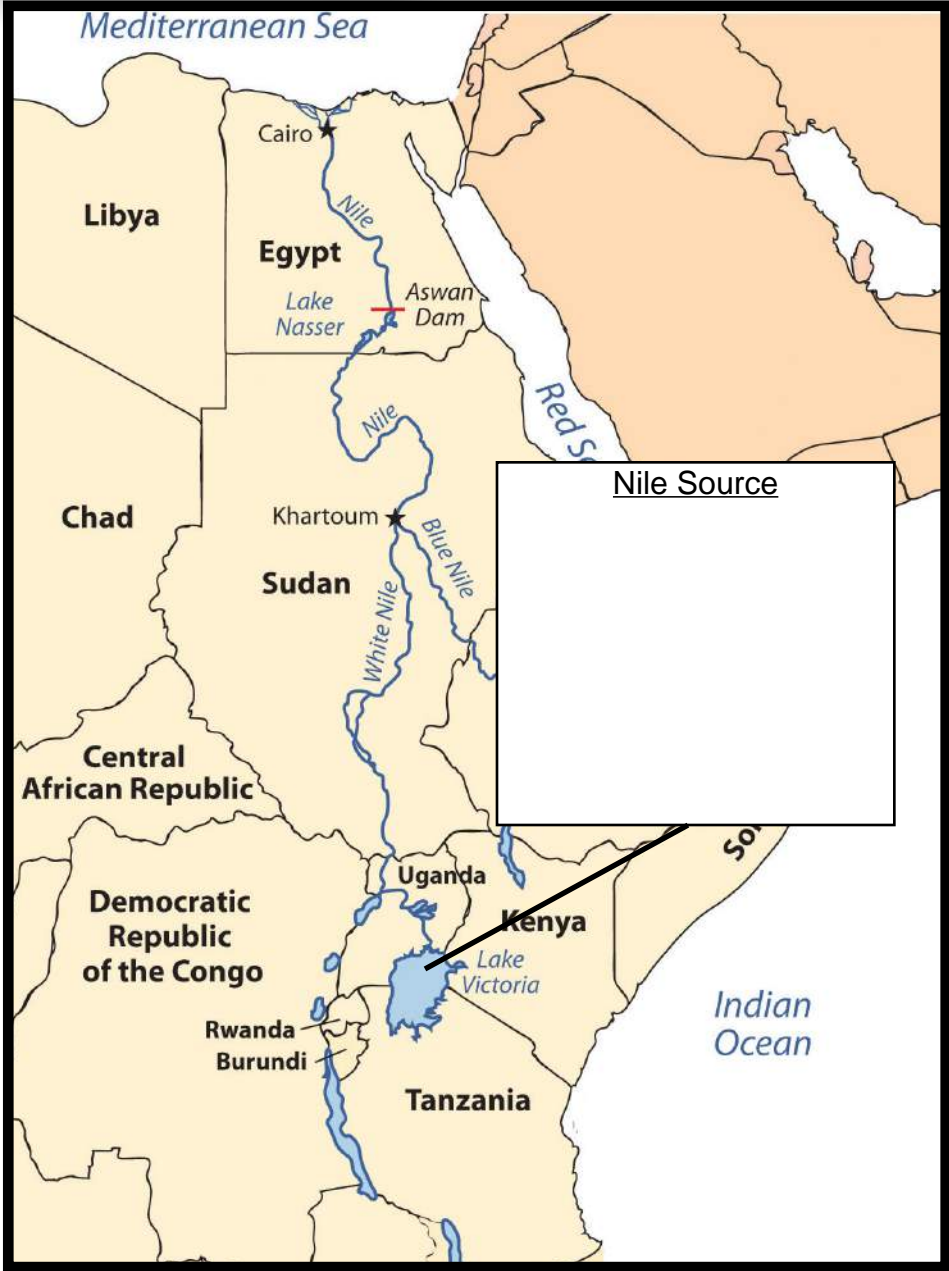 Mediterranean Sea
Cairo
Nile
Libya
Egypt
Lake
Nasser
Aswan
Dam
Nile
Red
Nile Source
Chad
Khartoum
Blue Nile
Sudan
White Nile
Central
African Republic
Uganda
Democratic
Republic
of the Congo
Kenya
Lake
Victoria
Rwanda
Burundi
Indian
Ocean
Tanzania